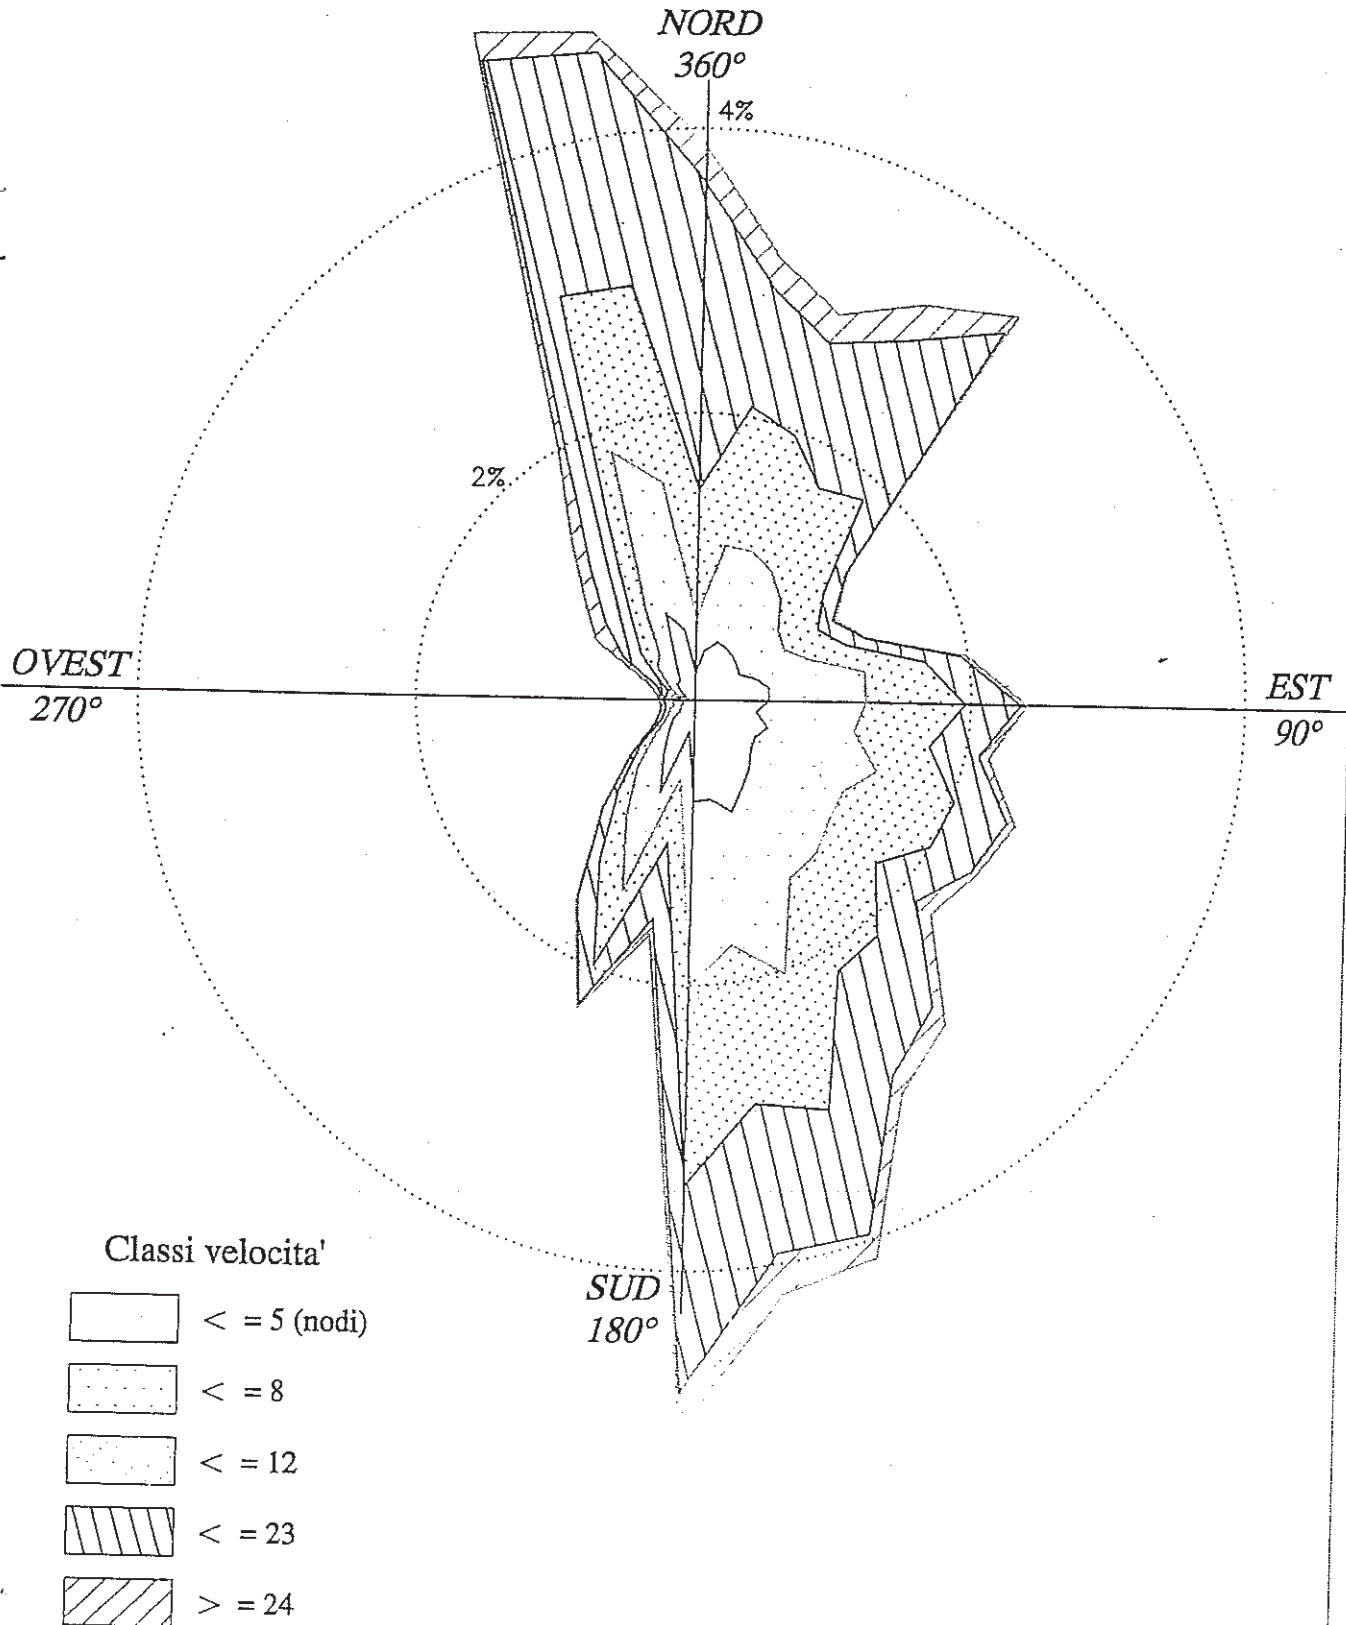 NORD
360°
4%
2%
OVEST
270°
EST
90°
SUD
180°
Classi velocita'
< = 5 (nodi)
< = 8
< = 12
< = 23
> = 24